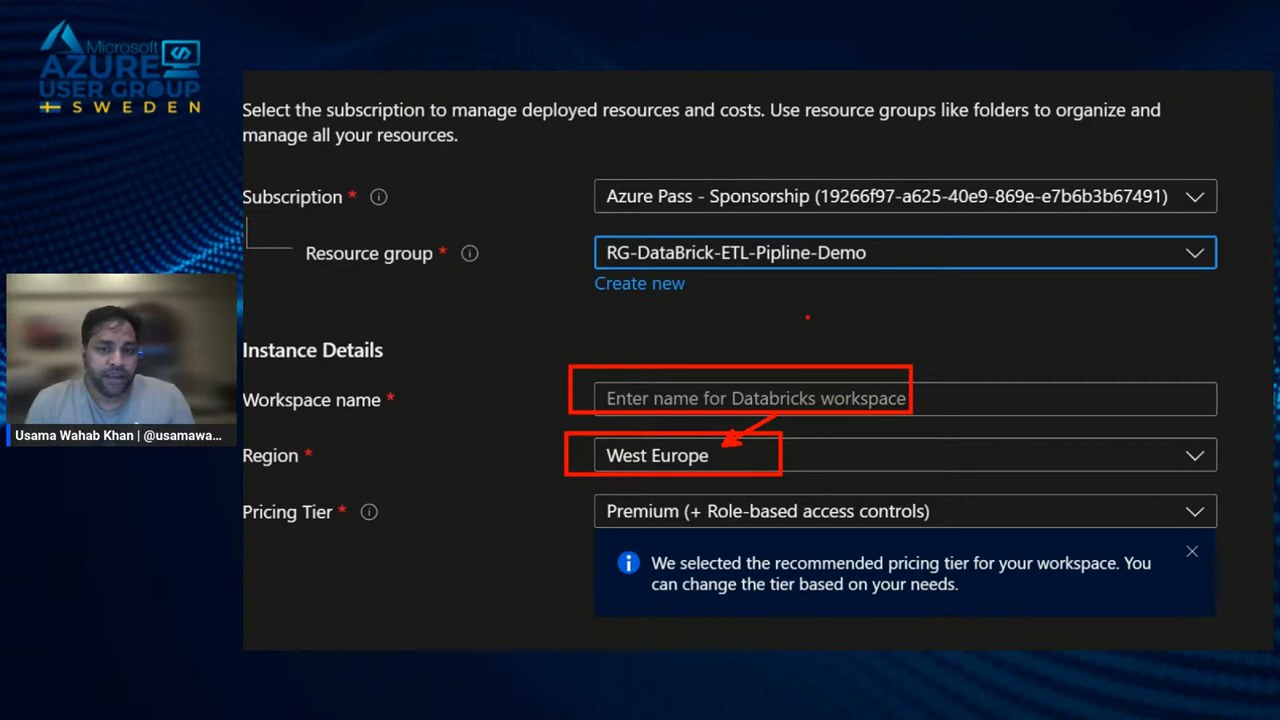 Microsoft
AZURE
USER GROUP
SWEDEN
Select the subscription to manage deployed resources and costs. Use resource groups like folders to organize and
manage all your resources.
Subscription *
Azure Pass - Sponsorship (19266f97-a625-40e9-869e-e7b6b3b67491)
Resource group *
RG-DataBrick-ETL-Pipline-Demo
Create new
Instance Details
Workspace name *
Enter name for Databricks workspace
Region *
West Europe
Pricing Tier *
Premium (+ Role-based access controls)
We selected the recommended pricing tier for your workspace. You
can change the tier based on your needs.
Usama Wahab Khan | @usamawa...